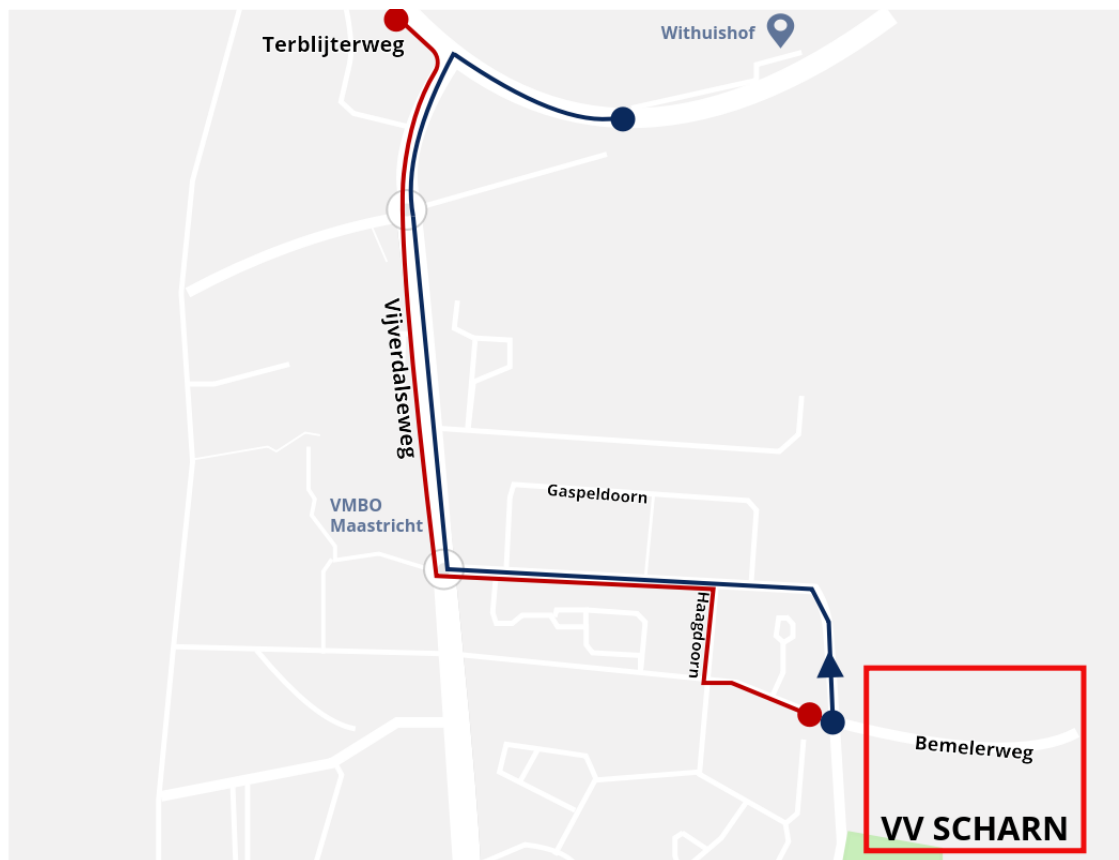 Withuishof
Terblijterweg
Vijverdalseweg
Gaspeldoorn
VMBO
Maastricht
Haagdoorn
Bemelerweg
VV SCHARN